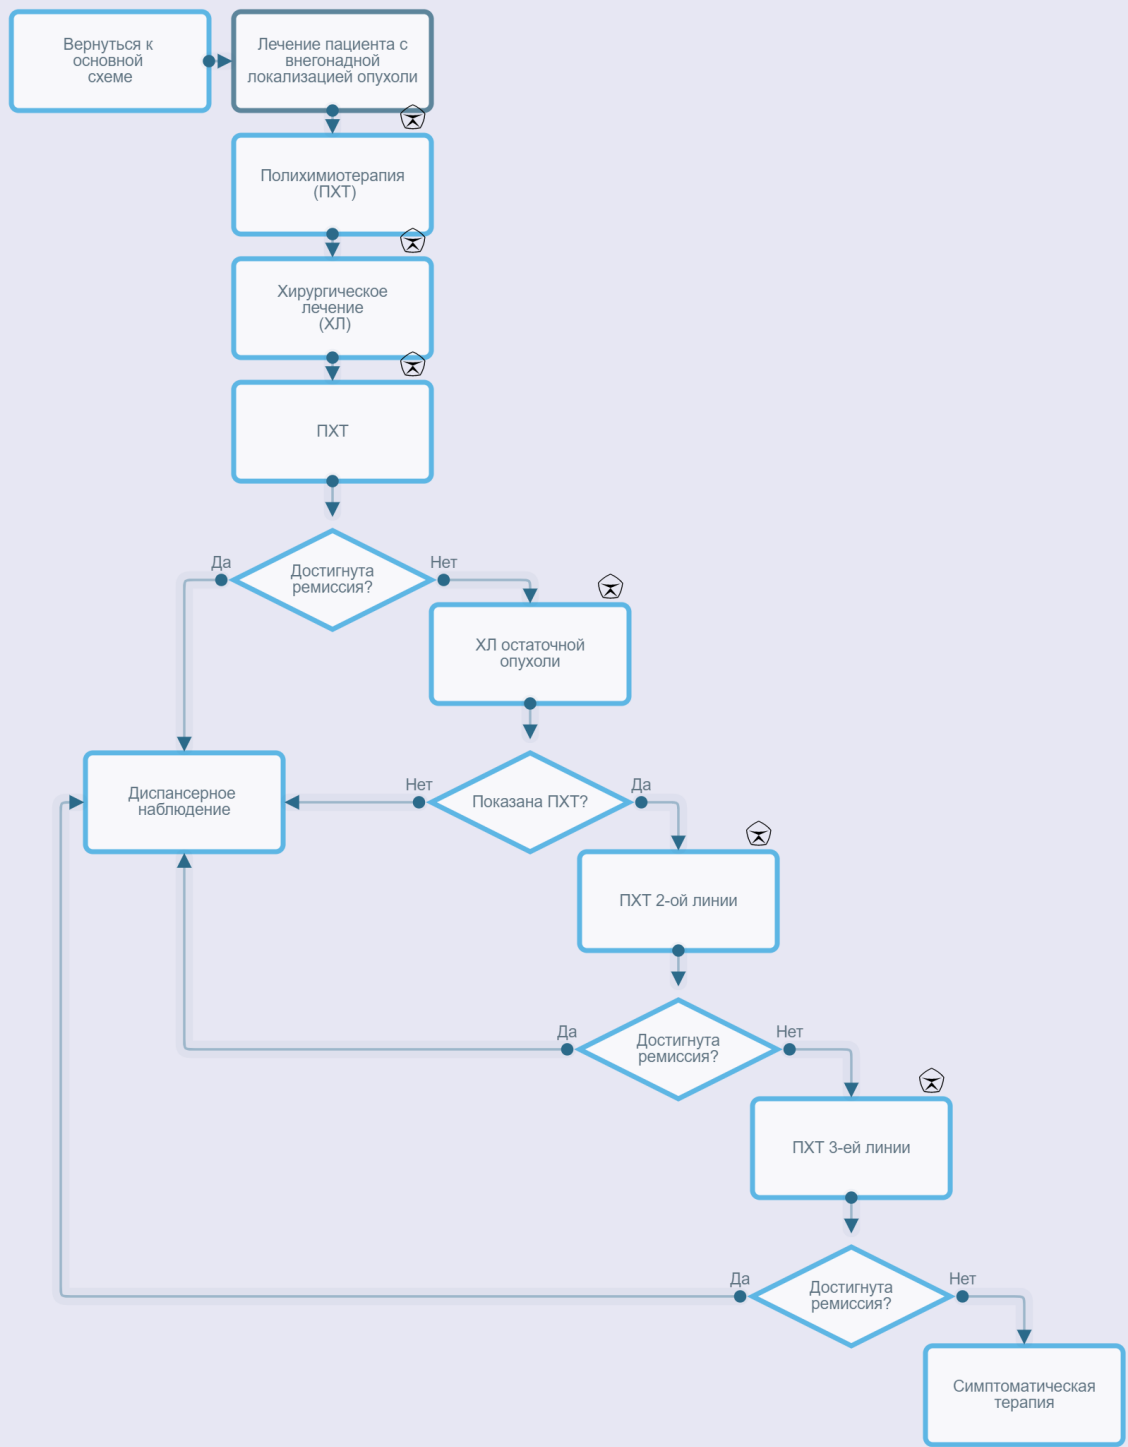 Вернуться к
основной
схеме
Лечение пациента с
внегонадной
локализацией опухоли
Полихимиотерапия
(ПХТ)
Хирургическое
лечение
(ХЛ)
ПХТ
Да
Достигнута
ремиссия?
Нет
ХЛ остаточной
опухоли
Диспансерное
наблюдение
Нет
Показана ПХТ?
Да
ПХТ 2-ой линии
Да
Достигнута
ремиссия?
Нет
ПХТ 3-ей линии
Да
Достигнута
ремиссия?
Нет
Симптоматическая
терапия